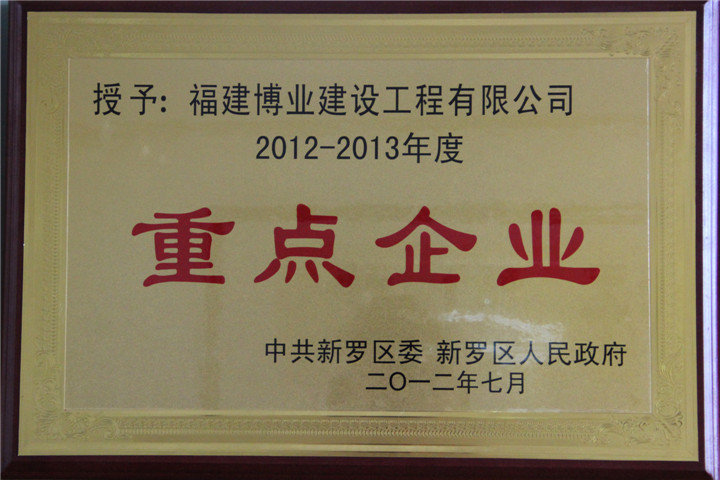 授予：福建博业建设工程有限公司
2012-2013年度
重点企业
中共新罗区委 新罗区人民政府
二〇一二年七月